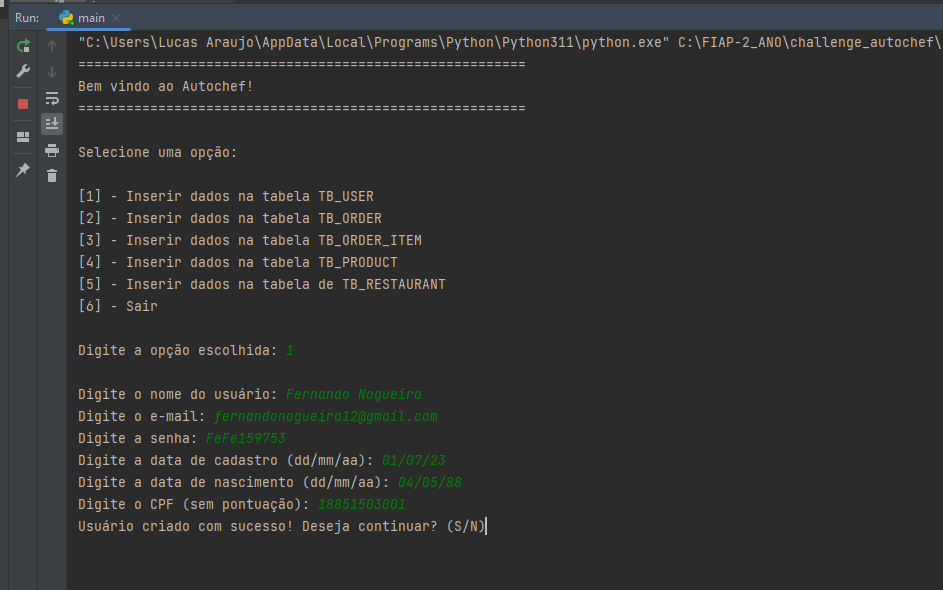 Run: main
"C:\Users\Lucas Araujo\AppData\Local\Programs\Python\Python311\python.exe" C:\FIAP-2_ANO\challenge_autochef\
========================================================
Bem vindo ao Autochef!
========================================================
Selecione uma opção:
[1] - Inserir dados na tabela TB_USER
[2] - Inserir dados na tabela TB_ORDER
[3] - Inserir dados na tabela TB_ORDER_ITEM
[4] - Inserir dados na tabela TB_PRODUCT
[5] - Inserir dados na tabela de TB_RESTAURANT
[6] - Sair
Digite a opção escolhida: 1
Digite o nome do usuário: Fernando Nogueira
Digite o e-mail: fernandonogueira12@gmail.com
Digite a senha: FeFe159753
Digite a data de cadastro (dd/mm/aa): 01/07/23
Digite a data de nascimento (dd/mm/aa): 04/05/88
Digite o CPF (sem pontuação): 18851503001
Usuário criado com sucesso! Deseja continuar? (S/N)